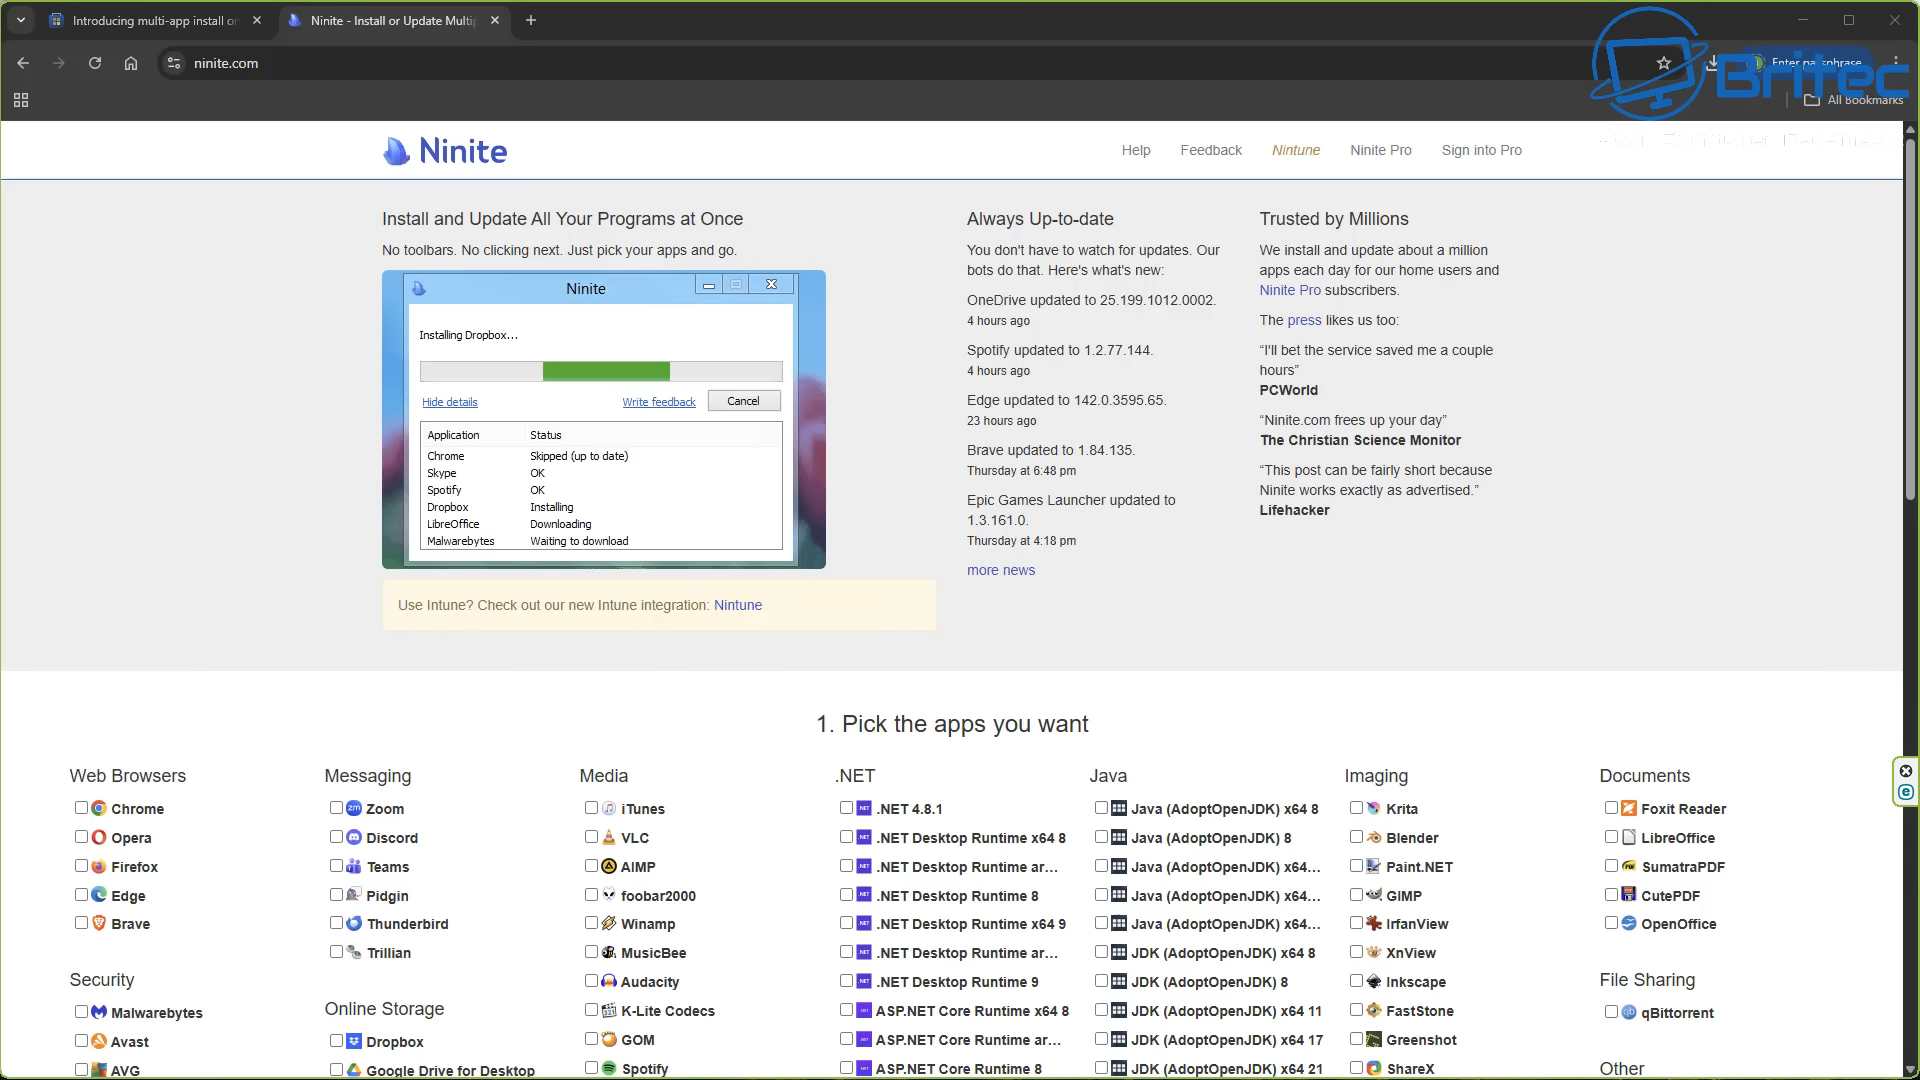 Introducing multi-app install or
Ninite - Install or Update Multip
ninite.com
Enter passphrase
All Bookmarks
Britec
Ninite
Help
Feedback
Nintune
Ninite Pro
Sign into Pro
Install and Update All Your Programs at Once
No toolbars. No clicking next. Just pick your apps and go.
Ninite
Installing Dropbox...
Hide details
Write feedback
Cancel
Application Status
Chrome Skipped (up to date)
Skype OK
Spotify OK
Dropbox Installing
LibreOffice Downloading
Malwarebytes Waiting to download
Use Intune? Check out our new Intune integration: Nintune
Always Up-to-date
You don't have to watch for updates. Our
bots do that. Here's what's new:
OneDrive updated to 25.199.1012.0002.
4 hours ago
Spotify updated to 1.2.77.144.
4 hours ago
Edge updated to 142.0.3595.65.
23 hours ago
Brave updated to 1.84.135.
Thursday at 6:48 pm
Epic Games Launcher updated to
1.3.161.0.
Thursday at 4:18 pm
more news
Trusted by Millions
We install and update about a million
apps each day for our home users and
Ninite Pro subscribers.
The press likes us too:
“I'll bet the service saved me a couple
hours”
PCWorld
“Ninite.com frees up your day”
The Christian Science Monitor
“This post can be fairly short because
Ninite works exactly as advertised.”
Lifehacker
1. Pick the apps you want
Web Browsers
Chrome
Opera
Firefox
Edge
Brave
Security
Malwarebytes
Avast
AVG
Messaging
Zoom
Discord
Teams
Pidgin
Thunderbird
Trillian
Online Storage
Dropbox
Google Drive for Desktop
Media
iTunes
VLC
AIMP
foobar2000
Winamp
MusicBee
Audacity
K-Lite Codecs
GOM
Spotify
.NET
.NET 4.8.1
.NET Desktop Runtime x64 8
.NET Desktop Runtime ar...
.NET Desktop Runtime 8
.NET Desktop Runtime x64 9
.NET Desktop Runtime ar...
.NET Desktop Runtime 9
ASP.NET Core Runtime x64 8
ASP.NET Core Runtime ar...
ASP.NET Core Runtime 8
Java
Java (AdoptOpenJDK) x64 8
Java (AdoptOpenJDK) 8
Java (AdoptOpenJDK) x64...
Java (AdoptOpenJDK) x64...
Java (AdoptOpenJDK) x64...
JDK (AdoptOpenJDK) x64 8
JDK (AdoptOpenJDK) 8
JDK (AdoptOpenJDK) x64 11
JDK (AdoptOpenJDK) x64 17
JDK (AdoptOpenJDK) x64 21
Imaging
Krita
Blender
Paint.NET
GIMP
IrfanView
XnView
Inkscape
FastStone
Greenshot
ShareX
Documents
Foxit Reader
LibreOffice
SumatraPDF
CutePDF
OpenOffice
File Sharing
qBittorrent
Other